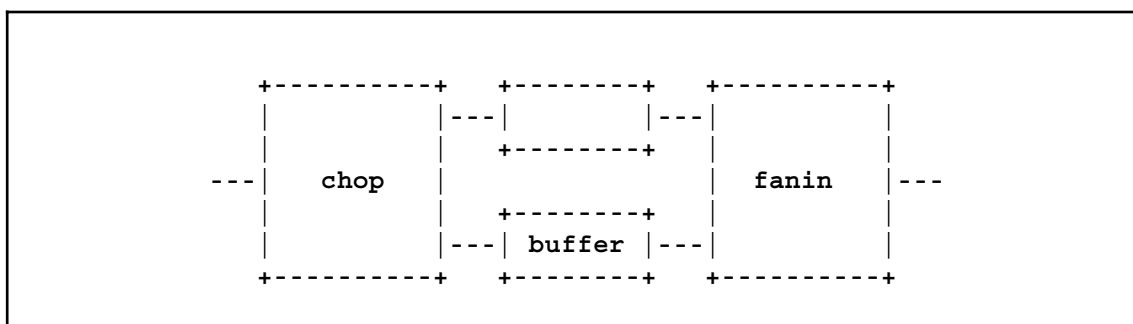 +----------+ +--------+ +----------+
| |---| |---| |
| | +--------+ | |
---| chop | | fanin |---
| | +--------+ | |
| |---| buffer |---| |
+----------+ +--------+ +----------+